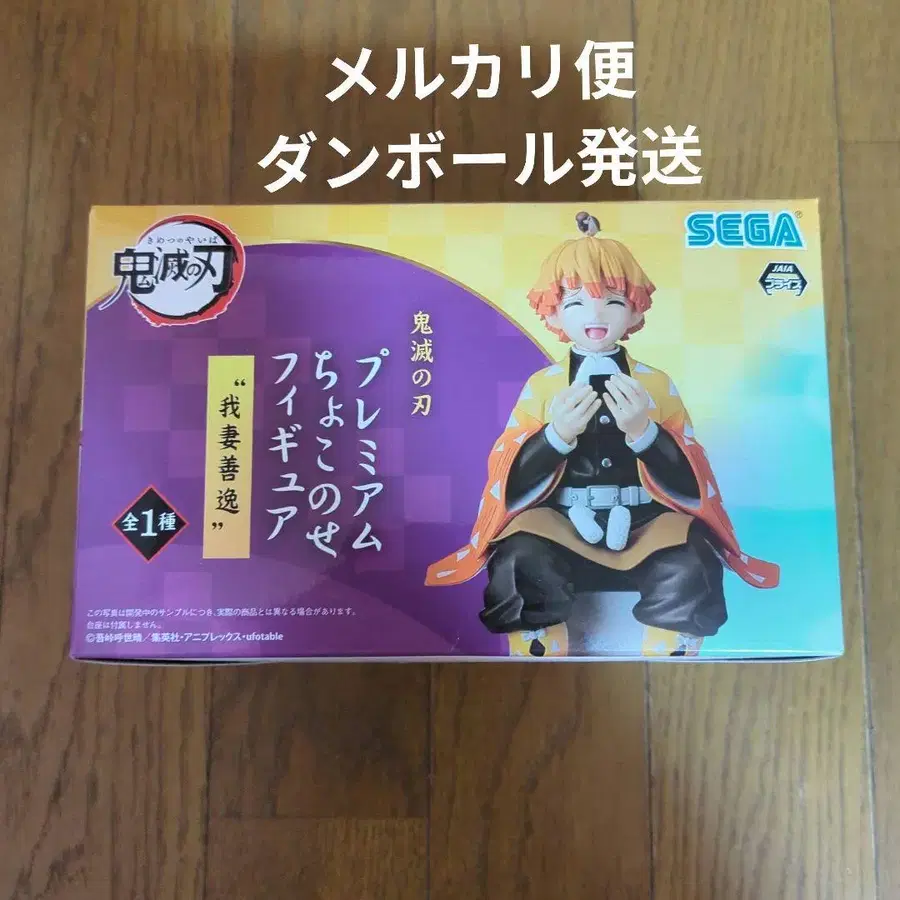 メルカリ便
ダンボール発送
きめつのやいば
鬼滅の刃
SEGA®
JAIA
プライズ
鬼滅の刃
プレミアム
ちょこのせ
フィギュア
"我妻善逸"
全1種
この写真は開発中のサンプルにつき、実際の商品とは異なる場合があります。
台座は付属しません。
©吾峠呼世晴／集英社・アニプレックス・ufotable